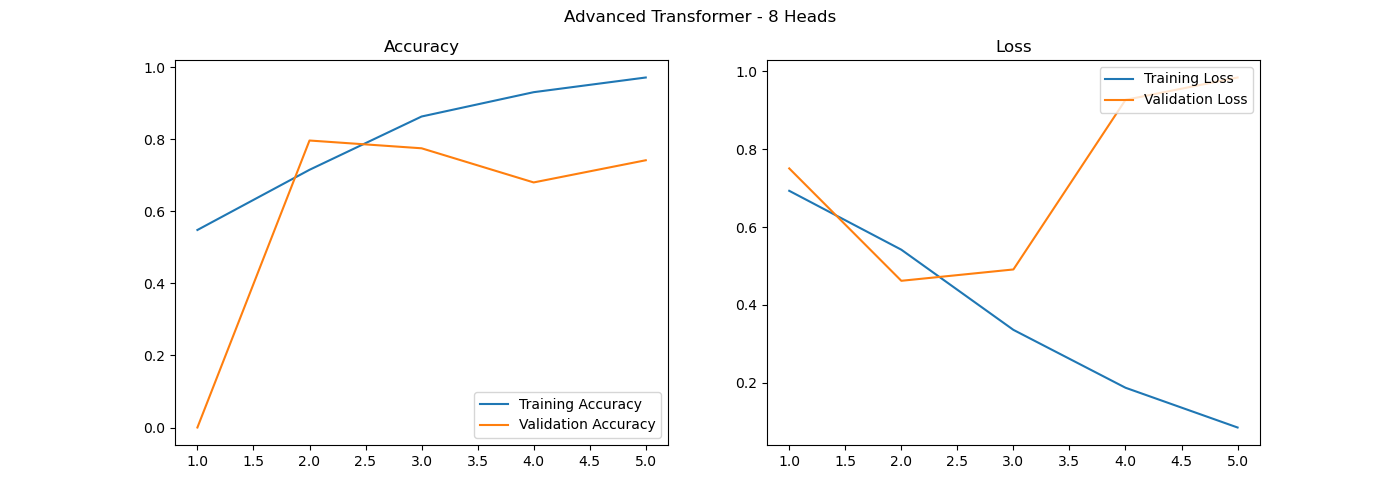 Advanced Transformer - 8 Heads
Accuracy
1.0
0.8
0.6
0.4
0.2
0.0
1.0 1.5 2.0 2.5 3.0 3.5 4.0 4.5 5.0
Training Accuracy
Validation Accuracy
Loss
1.0
0.8
0.6
0.4
0.2
1.0 1.5 2.0 2.5 3.0 3.5 4.0 4.5 5.0
Training Loss
Validation Loss